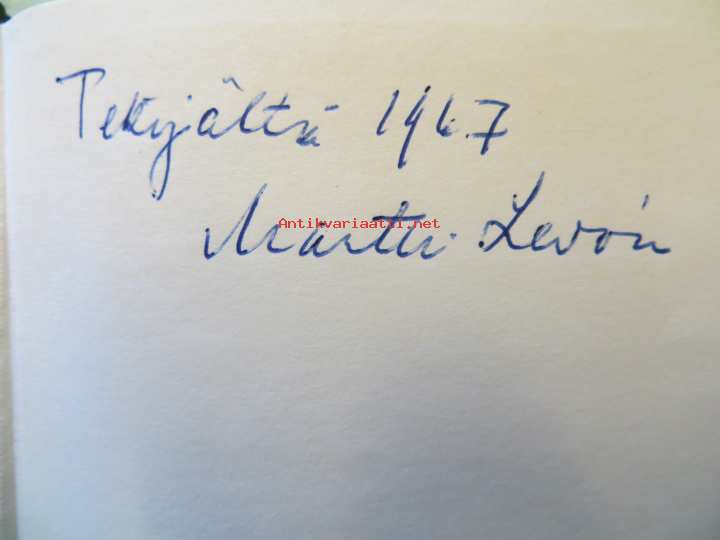 Tekijältä 1967
Antikvariaatti.net
Martti Levón